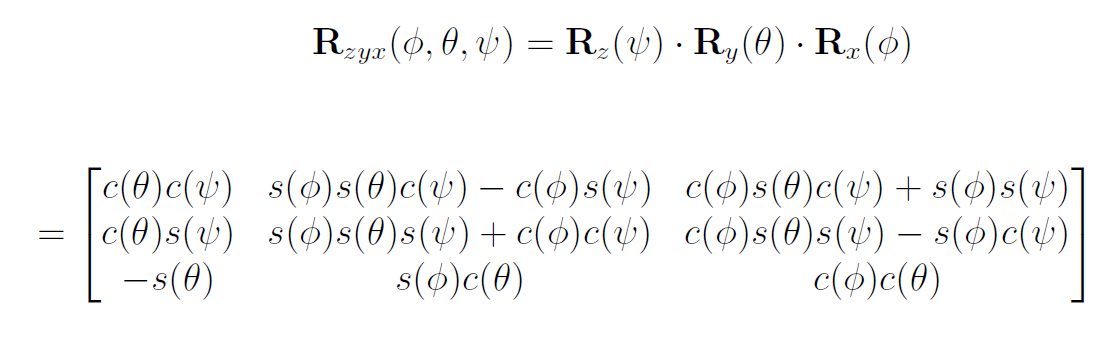 R_zyx(ϕ, θ, ψ) = R_z(ψ) · R_y(θ) · R_x(ϕ)
= [ c(θ)c(ψ) s(ϕ)s(θ)c(ψ) − c(ϕ)s(ψ) c(ϕ)s(θ)c(ψ) + s(ϕ)s(ψ)
c(θ)s(ψ) s(ϕ)s(θ)s(ψ) + c(ϕ)c(ψ) c(ϕ)s(θ)s(ψ) − s(ϕ)c(ψ)
−s(θ) s(ϕ)c(θ) c(ϕ)c(θ) ]